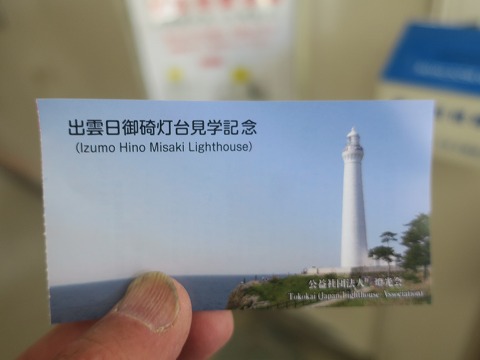 出雲日御碕灯台見学記念
(Izumo Hino Misaki Lighthouse)
公益社団法人 燈光会
Tokokai (Japan lighthouse Association)